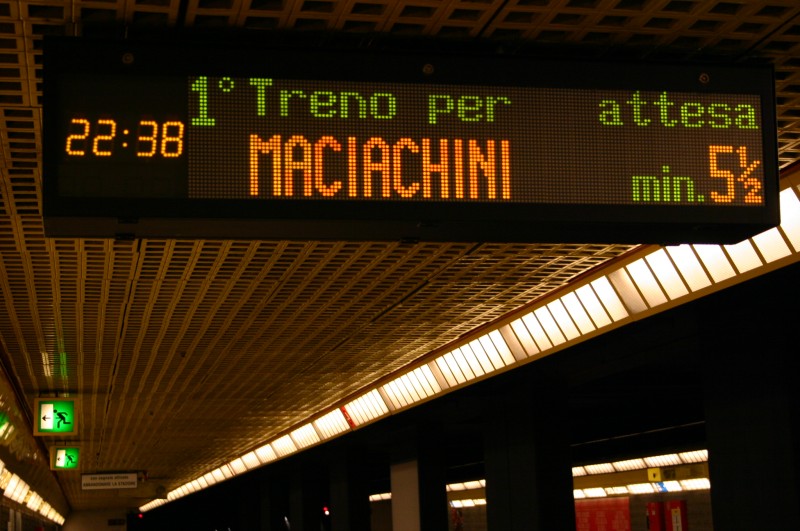 22:38
1° Treno per attesa
MACIACHINI min. 5½